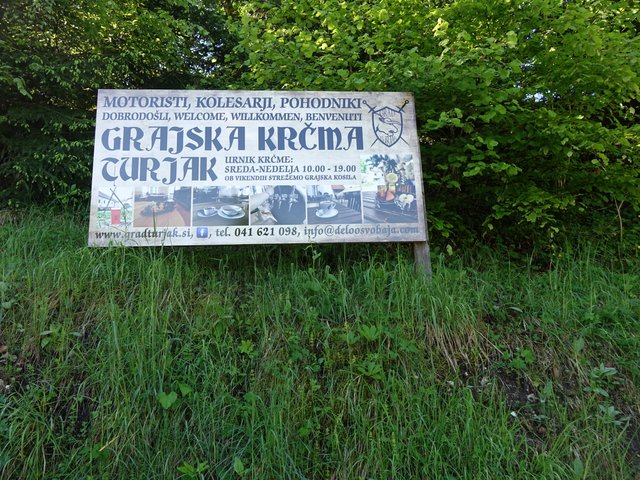 MOTORISTI, KOLESARJI, POHODNIKI
DOBRODOŠLI, WELCOME, WILLKOMMEN, BENVENUTI
GRAJSKA KRČMA
TURJAK
URNIK KRČME:
SREDA-NEDELJA 10.00 - 19.00
OB VIKENDIH STREŽEMO GRAJSKA KOSILA
www.gradturjak.si, f, tel. 041 621 098, info@deloosvobaja.com